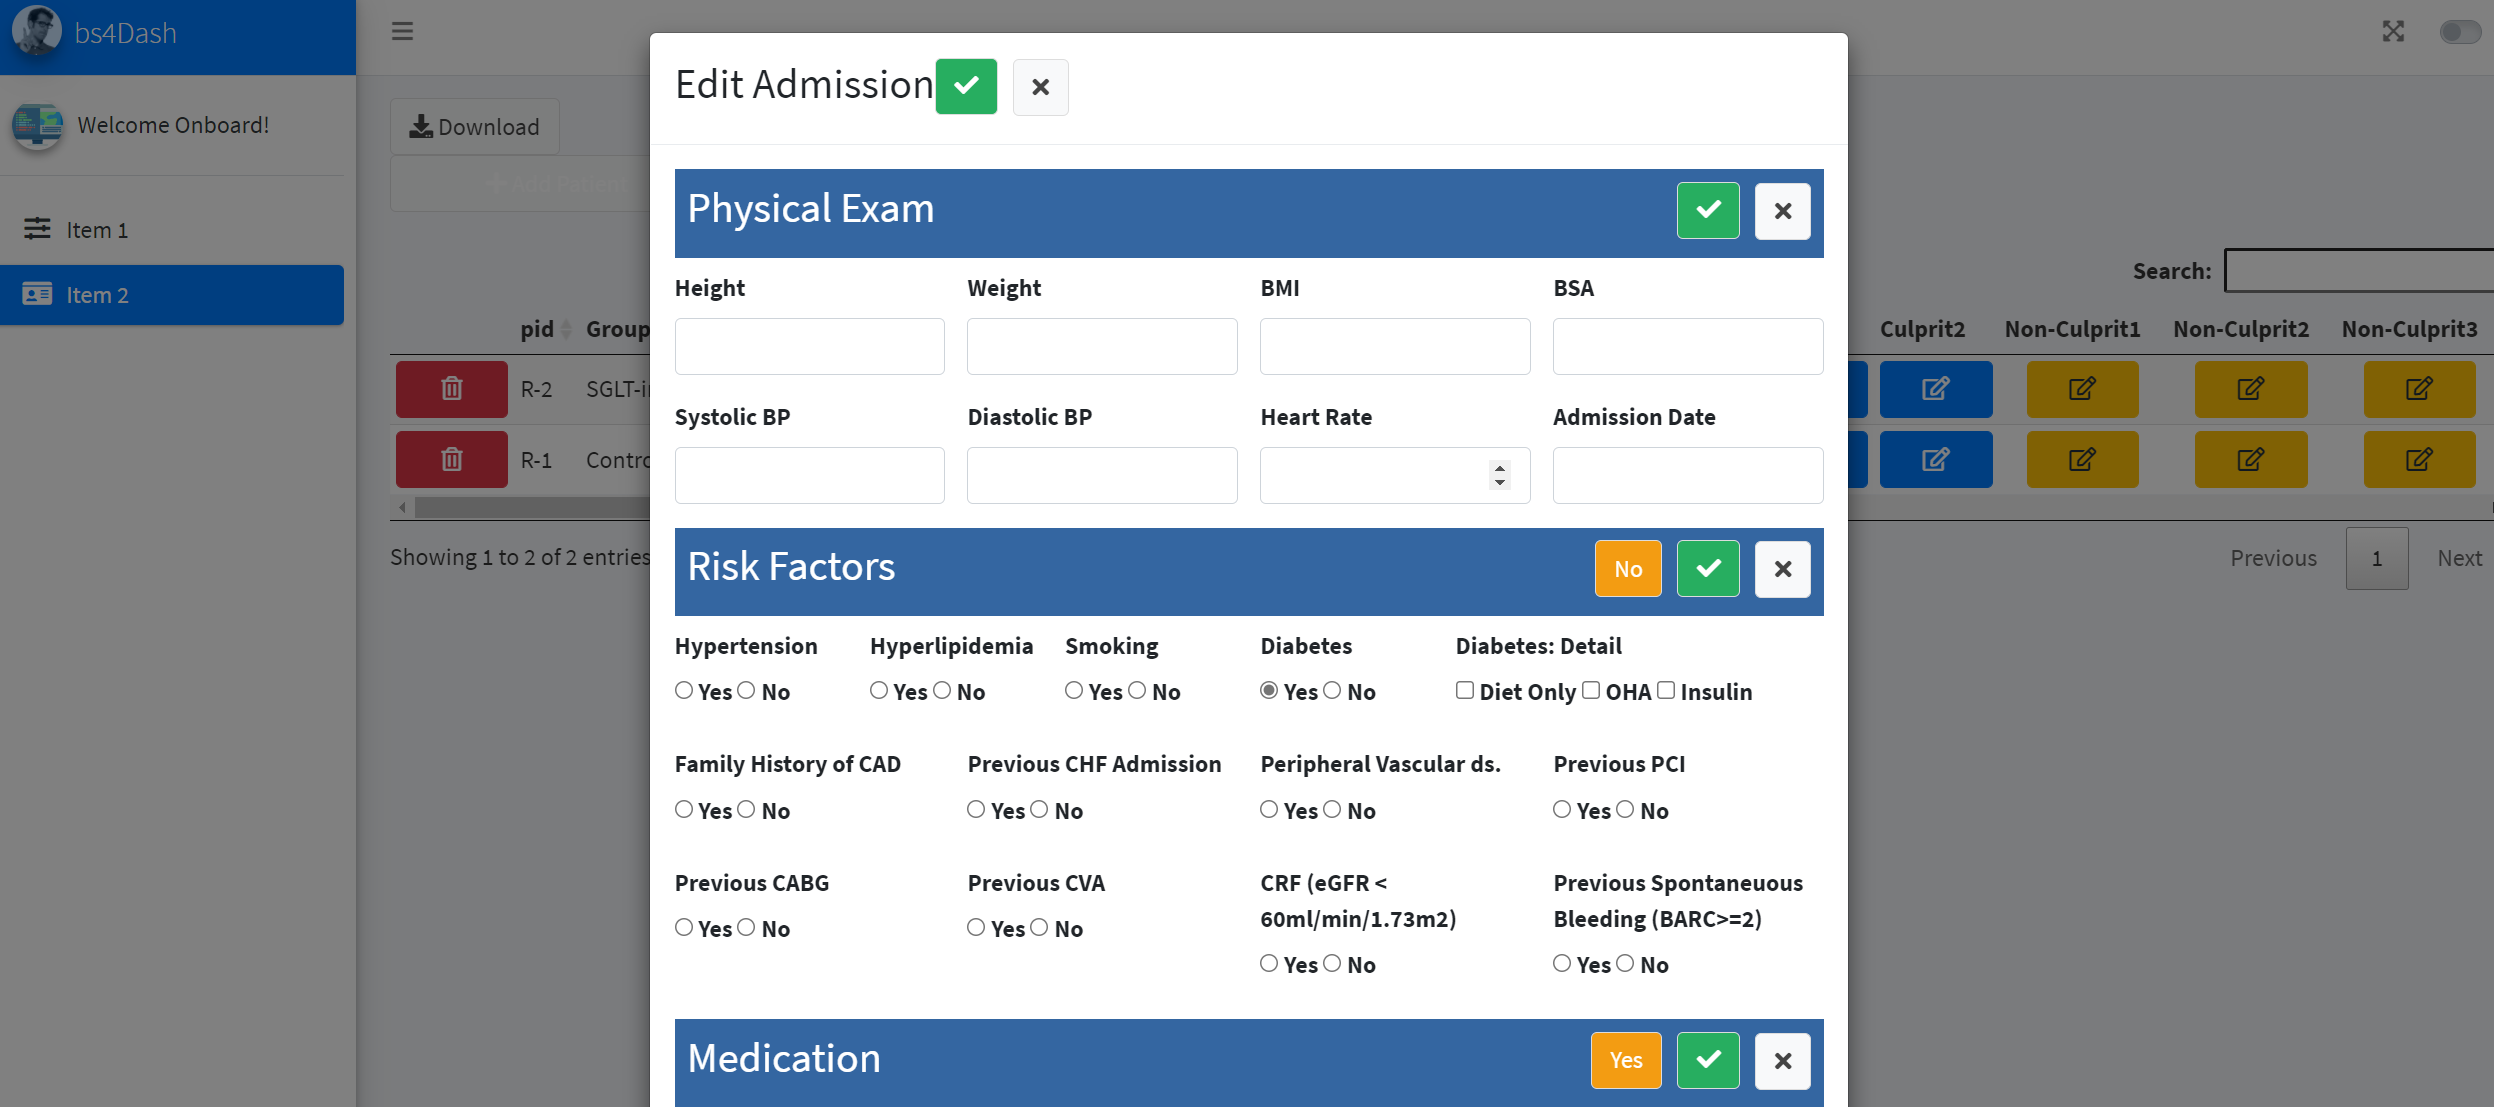 bs4Dash
Welcome Onboard!
Item 1
Item 2
Download
Add Patient
Search:
pid Group
Culprit2 Non-Culprit1 Non-Culprit2 Non-Culprit3
R-2 SGLT-i
R-1 Contro
Showing 1 to 2 of 2 entries
Previous 1 Next
Edit Admission
Physical Exam
Height Weight BMI BSA
Systolic BP Diastolic BP Heart Rate Admission Date
Risk Factors No
Hypertension Hyperlipidemia Smoking Diabetes Diabetes: Detail
Yes No Yes No Yes No Yes No Diet Only OHA Insulin
Family History of CAD Previous CHF Admission Peripheral Vascular ds. Previous PCI
Yes No Yes No Yes No Yes No
Previous CABG Previous CVA CRF (eGFR < Previous Spontaneuous
60ml/min/1.73m2) Bleeding (BARC>=2)
Yes No Yes No
Yes No Yes No
Medication Yes